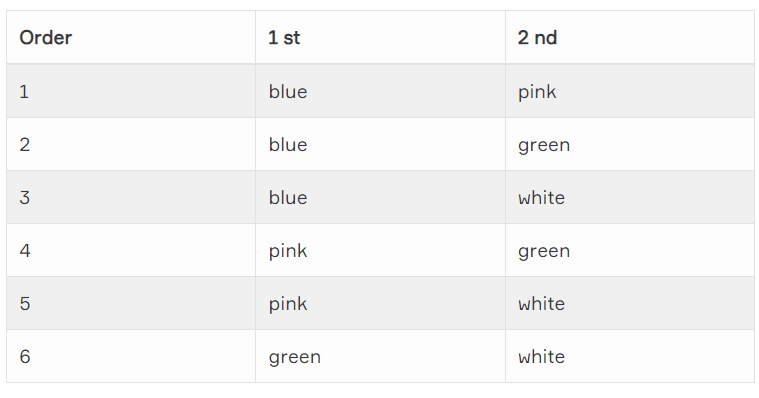 Order 1 st 2 nd
1 blue pink
2 blue green
3 blue white
4 pink green
5 pink white
6 green white